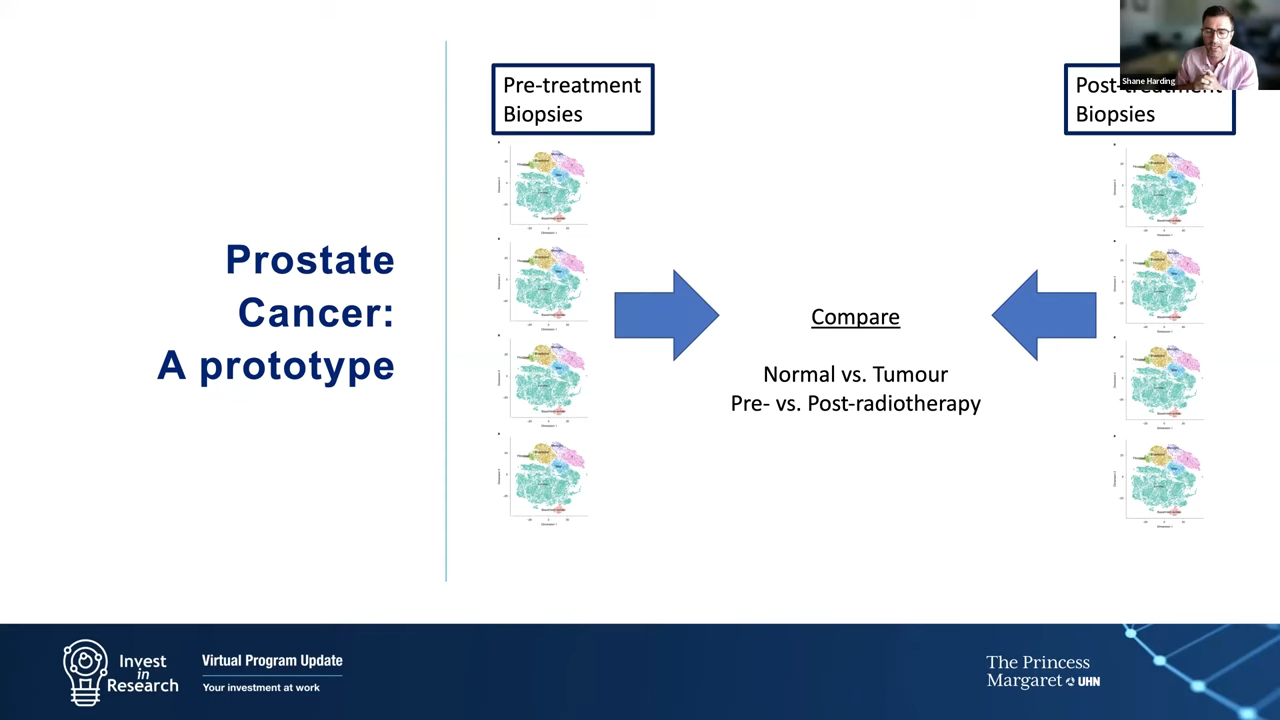 Prostate
Cancer:
A prototype
Pre-treatment
Biopsies
Post-treatment
Biopsies
Shane Harding
Compare
Normal vs. Tumour
Pre- vs. Post-radiotherapy
Invest
in
Research
Virtual Program Update
Your investment at work
The Princess
Margaret
UHN